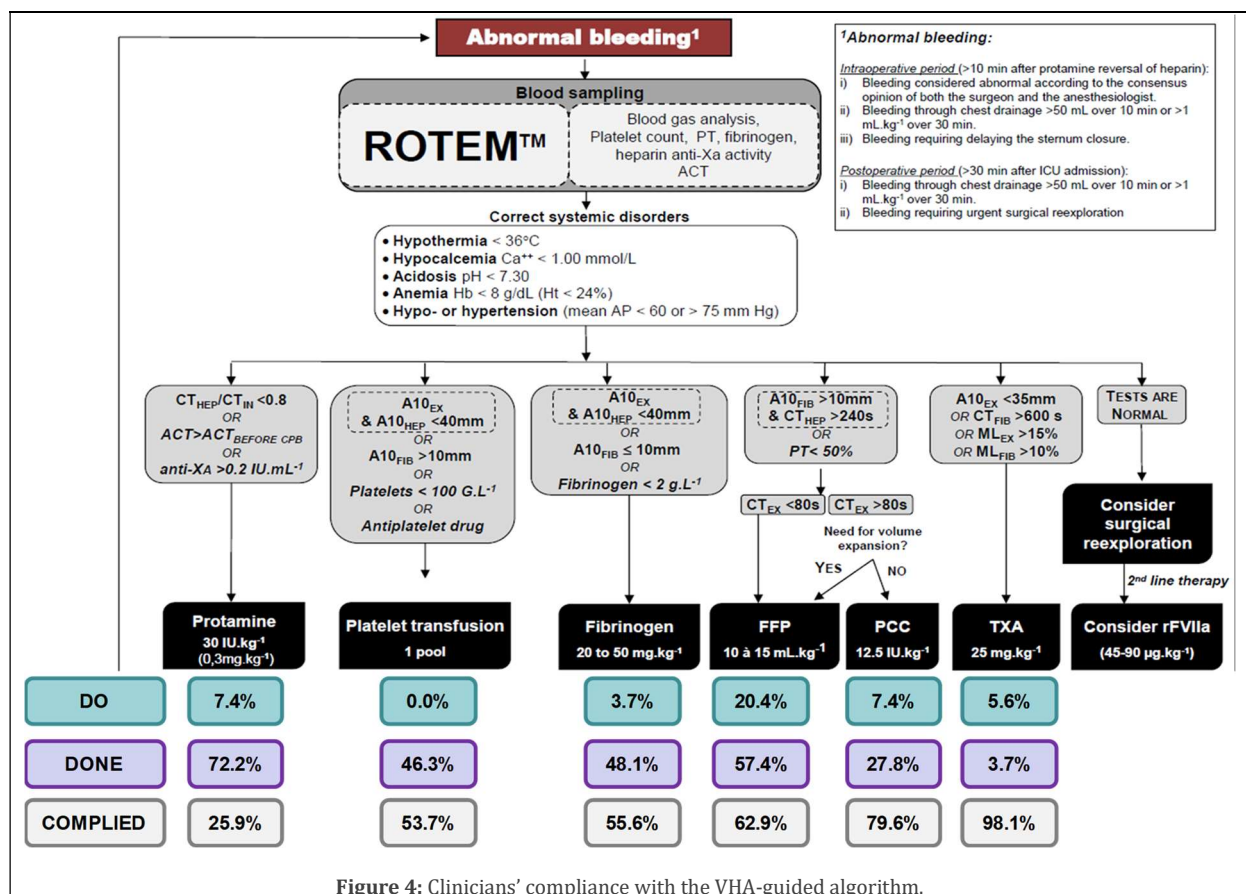 Abnormal bleeding¹
Blood sampling
ROTEM™
Blood gas analysis,
Platelet count, PT, fibrinogen,
heparin anti-Xa activity
ACT
¹Abnormal bleeding:
Intraoperative period (>10 min after protamine reversal of heparin):
i) Bleeding considered abnormal according to the consensus
opinion of both the surgeon and the anesthesiologist.
ii) Bleeding through chest drainage >50 mL over 10 min or >1
mL.kg⁻¹ over 30 min.
iii) Bleeding requiring delaying the sternum closure.
Postoperative period (>30 min after ICU admission):
i) Bleeding through chest drainage >50 mL over 10 min or >1
mL.kg⁻¹ over 30 min.
ii) Bleeding requiring urgent surgical reexploration
Correct systemic disorders
• Hypothermia < 36°C
• Hypocalcemia Ca⁺⁺ < 1.00 mmol/L
• Acidosis pH < 7.30
• Anemia Hb < 8 g/dL (Ht < 24%)
• Hypo- or hypertension (mean AP < 60 or > 75 mm Hg)
CT_HEP/CT_IN <0.8
OR
ACT>ACT_BEFORE CPB
OR
anti-XA >0.2 IU.mL⁻¹
A10_EX
& A10_HEP <40mm
OR
A10_FIB >10mm
OR
Platelets < 100 G.L⁻¹
OR
Antiplatelet drug
A10_EX
& A10_HEP <40mm
OR
A10_FIB ≤ 10mm
OR
Fibrinogen < 2 g.L⁻¹
A10_FIB >10mm
& CT_HEP >240s
OR
PT< 50%
CT_EX <80s
CT_EX >80s
Need for volume
expansion?
YES
NO
A10_EX <35mm
OR CT_FIB >600 s
OR ML_EX >15%
OR ML_FIB >10%
TESTS ARE
NORMAL
Consider
surgical
reexploration
2nd line therapy
Protamine
30 IU.kg⁻¹
(0,3mg.kg⁻¹)
Platelet transfusion
1 pool
Fibrinogen
20 to 50 mg.kg⁻¹
FFP
10 à 15 mL.kg⁻¹
PCC
12.5 IU.kg⁻¹
TXA
25 mg.kg⁻¹
Consider rFVIIa
(45-90 µg.kg⁻¹)
DO 7.4% 0.0% 3.7% 20.4% 7.4% 5.6%
DONE 72.2% 46.3% 48.1% 57.4% 27.8% 3.7%
COMPLIED 25.9% 53.7% 55.6% 62.9% 79.6% 98.1%
Figure 4: Clinicians' compliance with the VHA-guided algorithm.